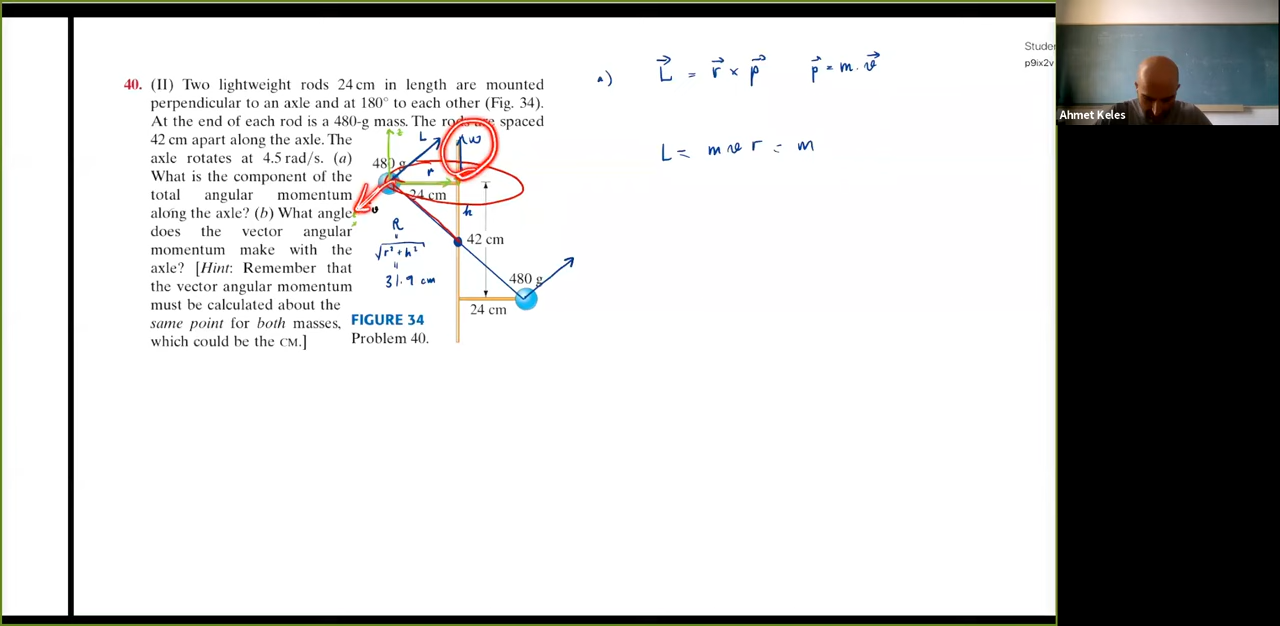 40. (II) Two lightweight rods 24 cm in length are mounted
perpendicular to an axle and at 180° to each other (Fig. 34).
At the end of each rod is a 480-g mass. The rods are spaced
42 cm apart along the axle. The
axle rotates at 4.5 rad/s. (a)
What is the component of the
total angular momentum
along the axle? (b) What angle
does the vector angular
momentum make with the
axle? [Hint: Remember that
the vector angular momentum
must be calculated about the
same point for both masses,
which could be the CM.]
480 g
24 cm
42 cm
480 g
24 cm
z
L
ω
r
v
h
R
=
√r² + h²
=
31.9 cm
FIGURE 34
Problem 40.
a) L⃗ = r⃗ × p⃗ p⃗ = m . v⃗
L = m v r = m
p9ix2v
Ahmet Keles